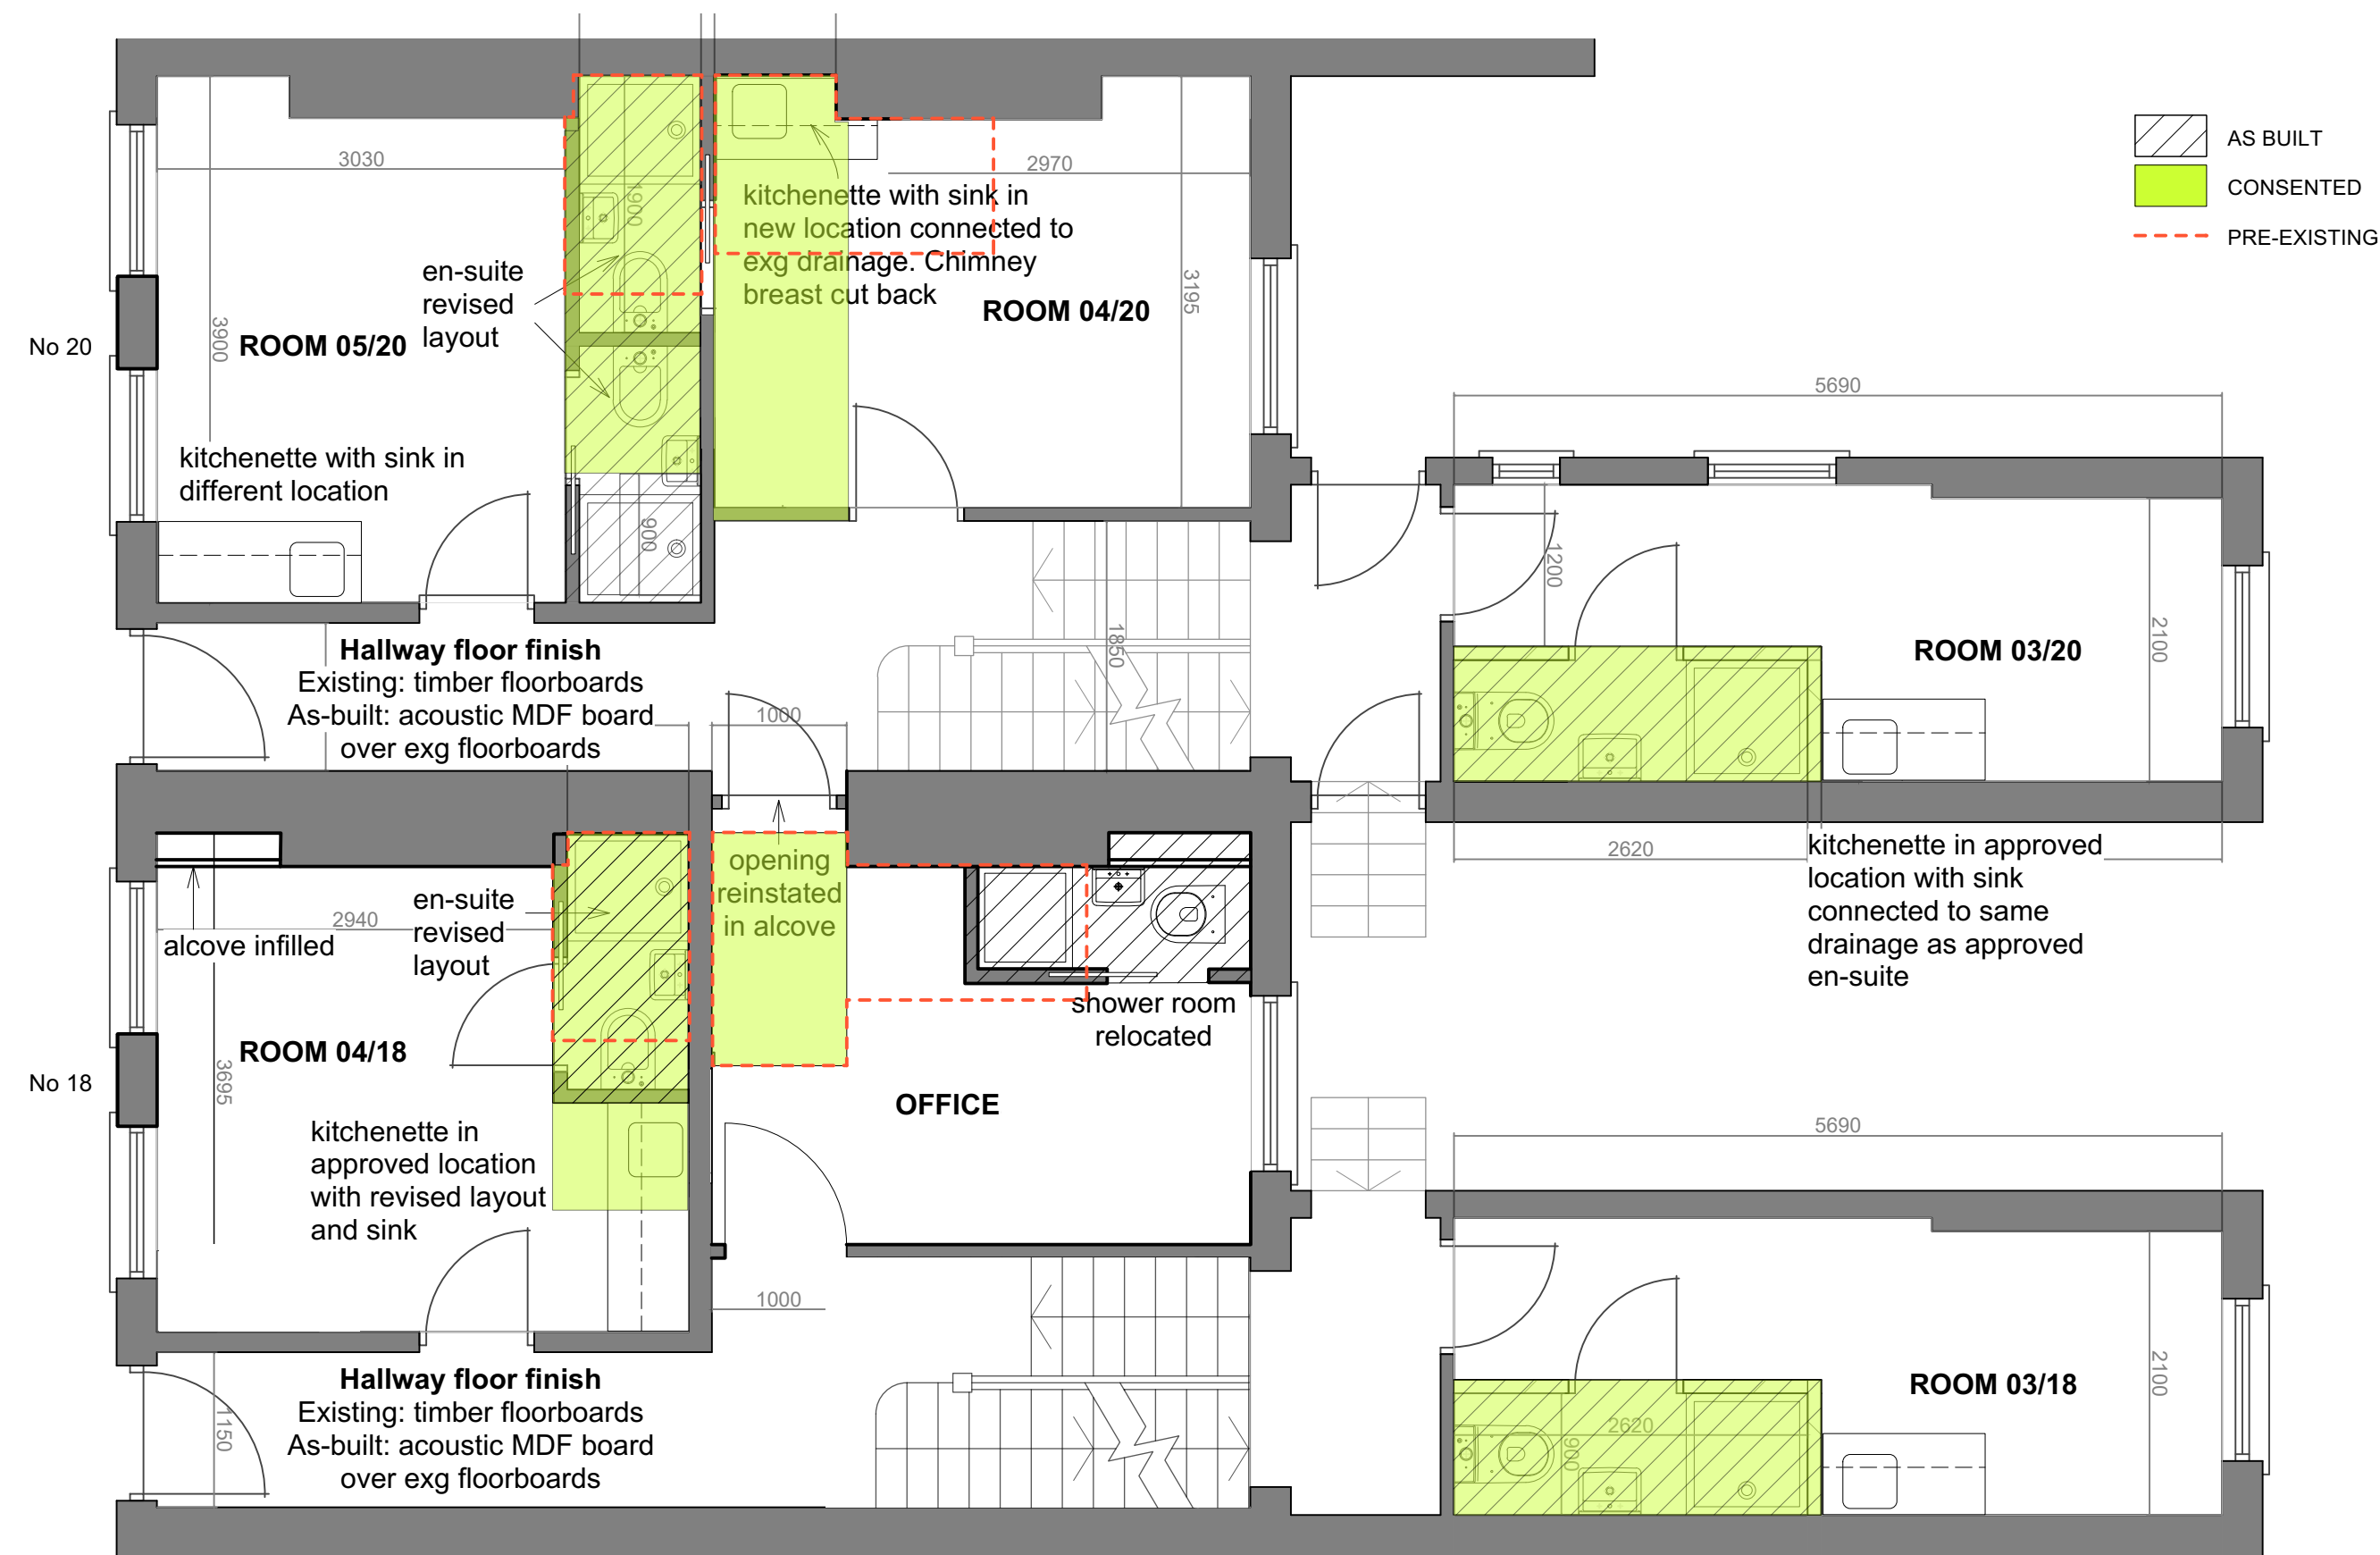 AS BUILT
CONSENTED
PRE-EXISTING
3030
1900
2970
kitchenette with sink in
new location connected to
exg drainage. Chimney
breast cut back
3195
ROOM 04/20
en-suite
revised
layout
No 20
3900
ROOM 05/20
5690
kitchenette with sink in
different location
900
1200
1850
2100
ROOM 03/20
Hallway floor finish
Existing: timber floorboards
As-built: acoustic MDF board
over exg floorboards
1000
2620
kitchenette in approved
location with sink
connected to same
drainage as approved
en-suite
opening
reinstated
in alcove
en-suite
revised
layout
2940
alcove infilled
shower room
relocated
No 18
ROOM 04/18
3695
OFFICE
5690
kitchenette in
approved location
with revised layout
and sink
1000
Hallway floor finish
Existing: timber floorboards
As-built: acoustic MDF board
over exg floorboards
1150
2620
900
ROOM 03/18
2100